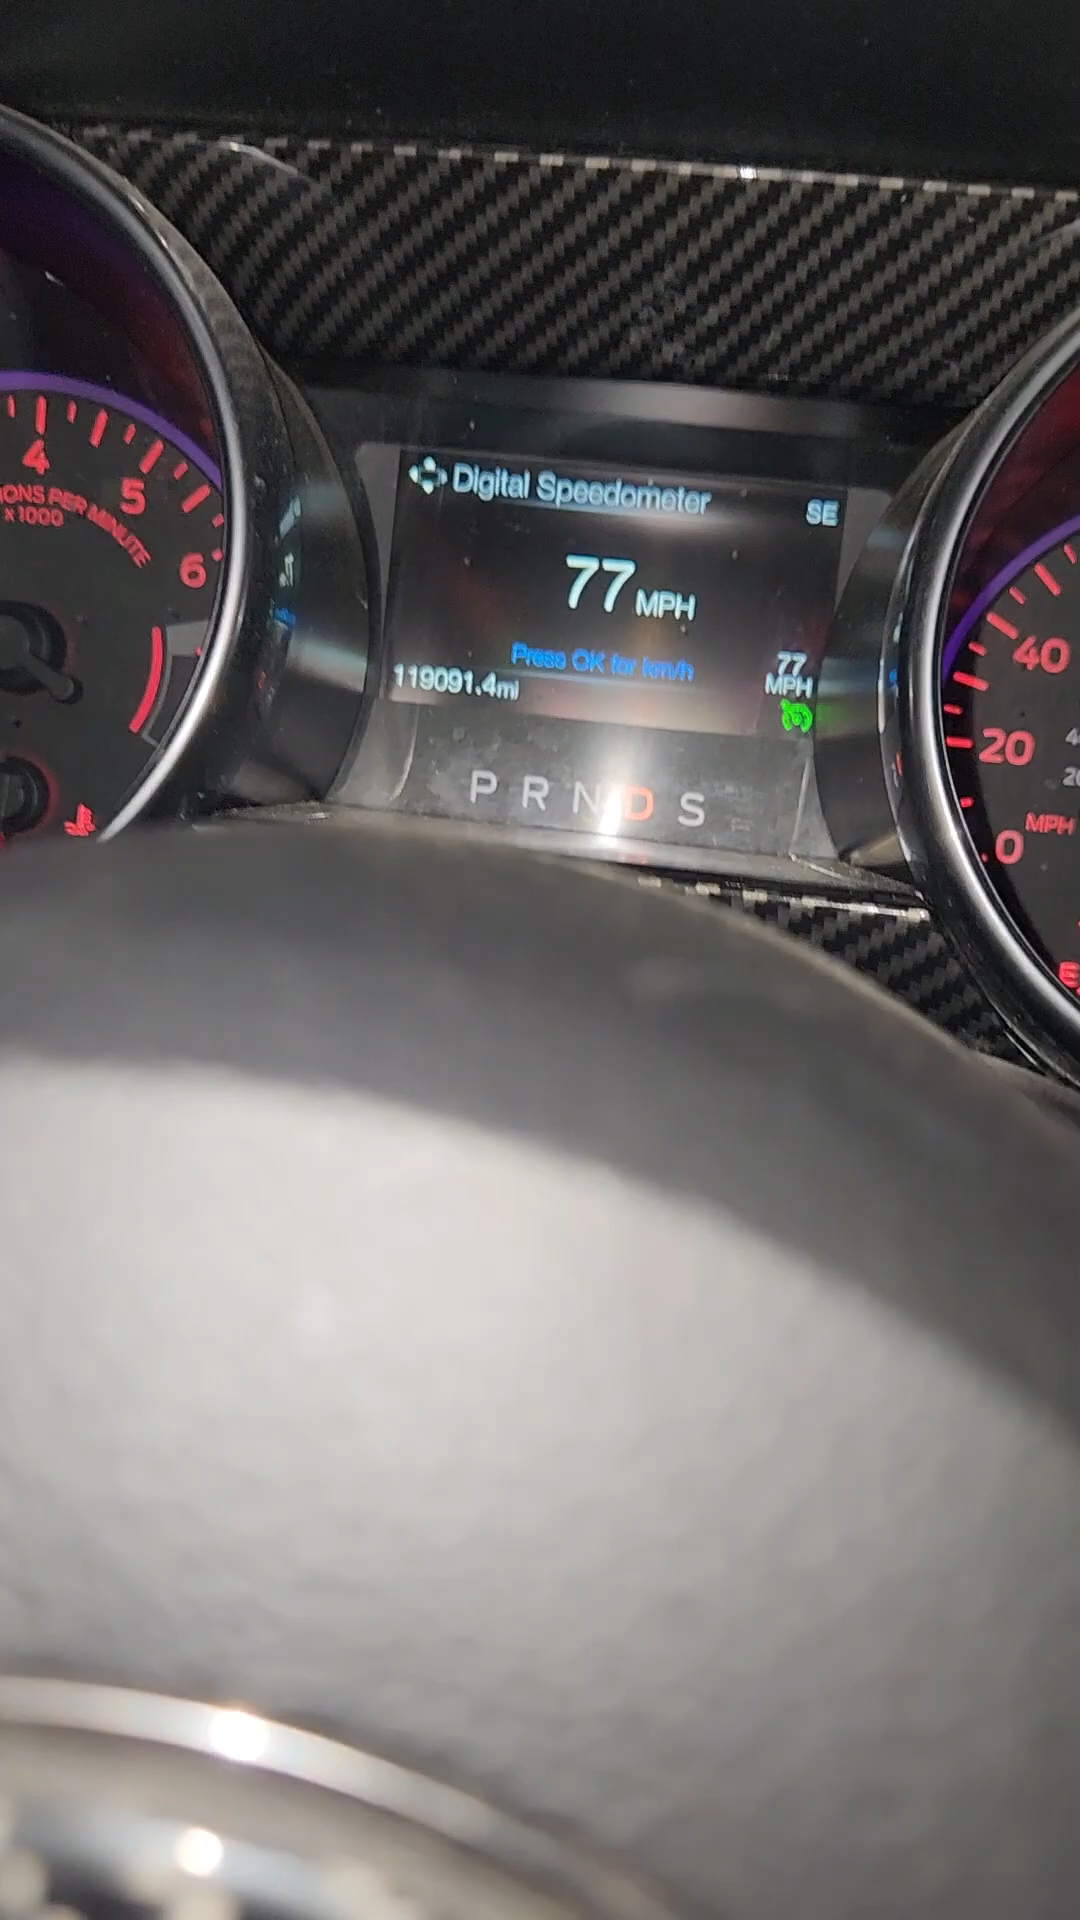 Digital Speedometer
SE
77 MPH
Press OK for km/h
77
MPH
119091.4mi
P R N D S
4
5
6
IONS PER MINUTE
x1000
40
20
0
MPH
E